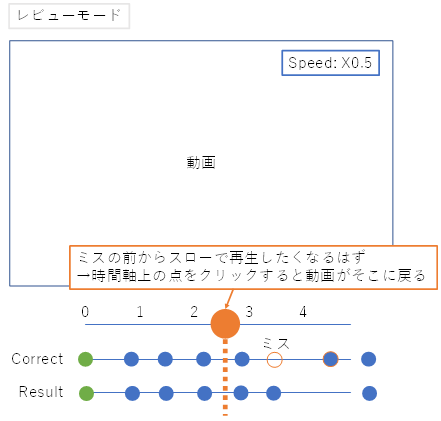 レビューモード
Speed: X0.5
動画
ミスの前からスローで再生したくなるはず
→時間軸上の点をクリックすると動画がそこに戻る
0 1 2 3 4
ミス
Correct
Result